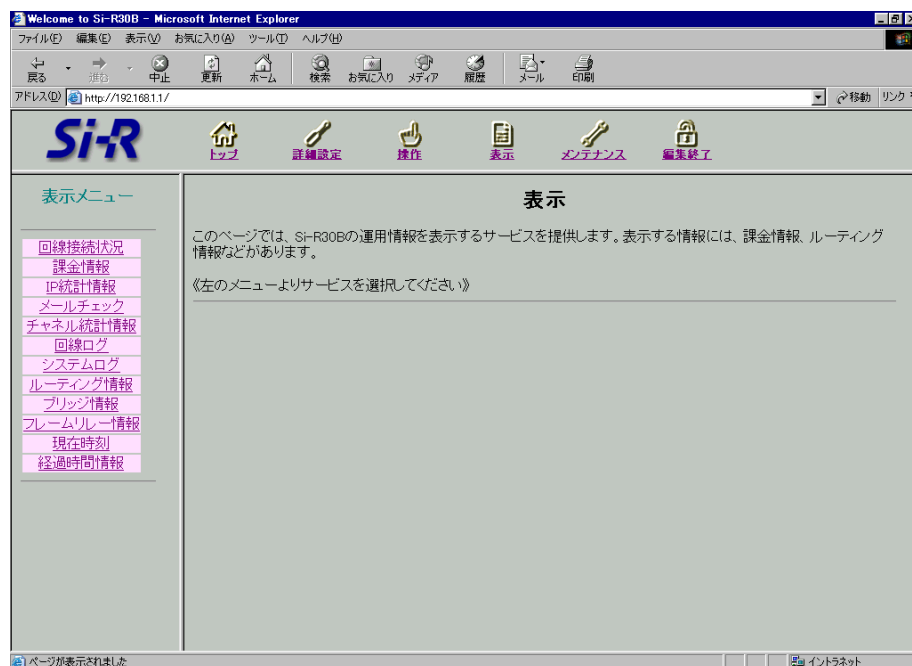 Welcome to Si-R30B - Microsoft Internet Explorer
ファイル(F) 編集(E) 表示(V) お気に入り(A) ツール(T) ヘルプ(H)
戻る 進む 中止 更新 ホーム 検索 お気に入り メディア 履歴 メール 印刷
アドレス(D) http://192.168.1.1/ 移動 リンク
Si-R
トップ 詳細設定 操作 表示 メンテナンス 編集終了
表示メニュー
回線接続状況
課金情報
IP統計情報
メールチェック
チャネル統計情報
回線ログ
システムログ
ルーティング情報
ブリッジ情報
フレームリレー情報
現在時刻
経過時間情報
表示
このページでは、Si-R30Bの運用情報を表示するサービスを提供します。表示する情報には、課金情報、ルーティング
情報などがあります。
《左のメニューよりサービスを選択してください》
ページが表示されました イントラネット